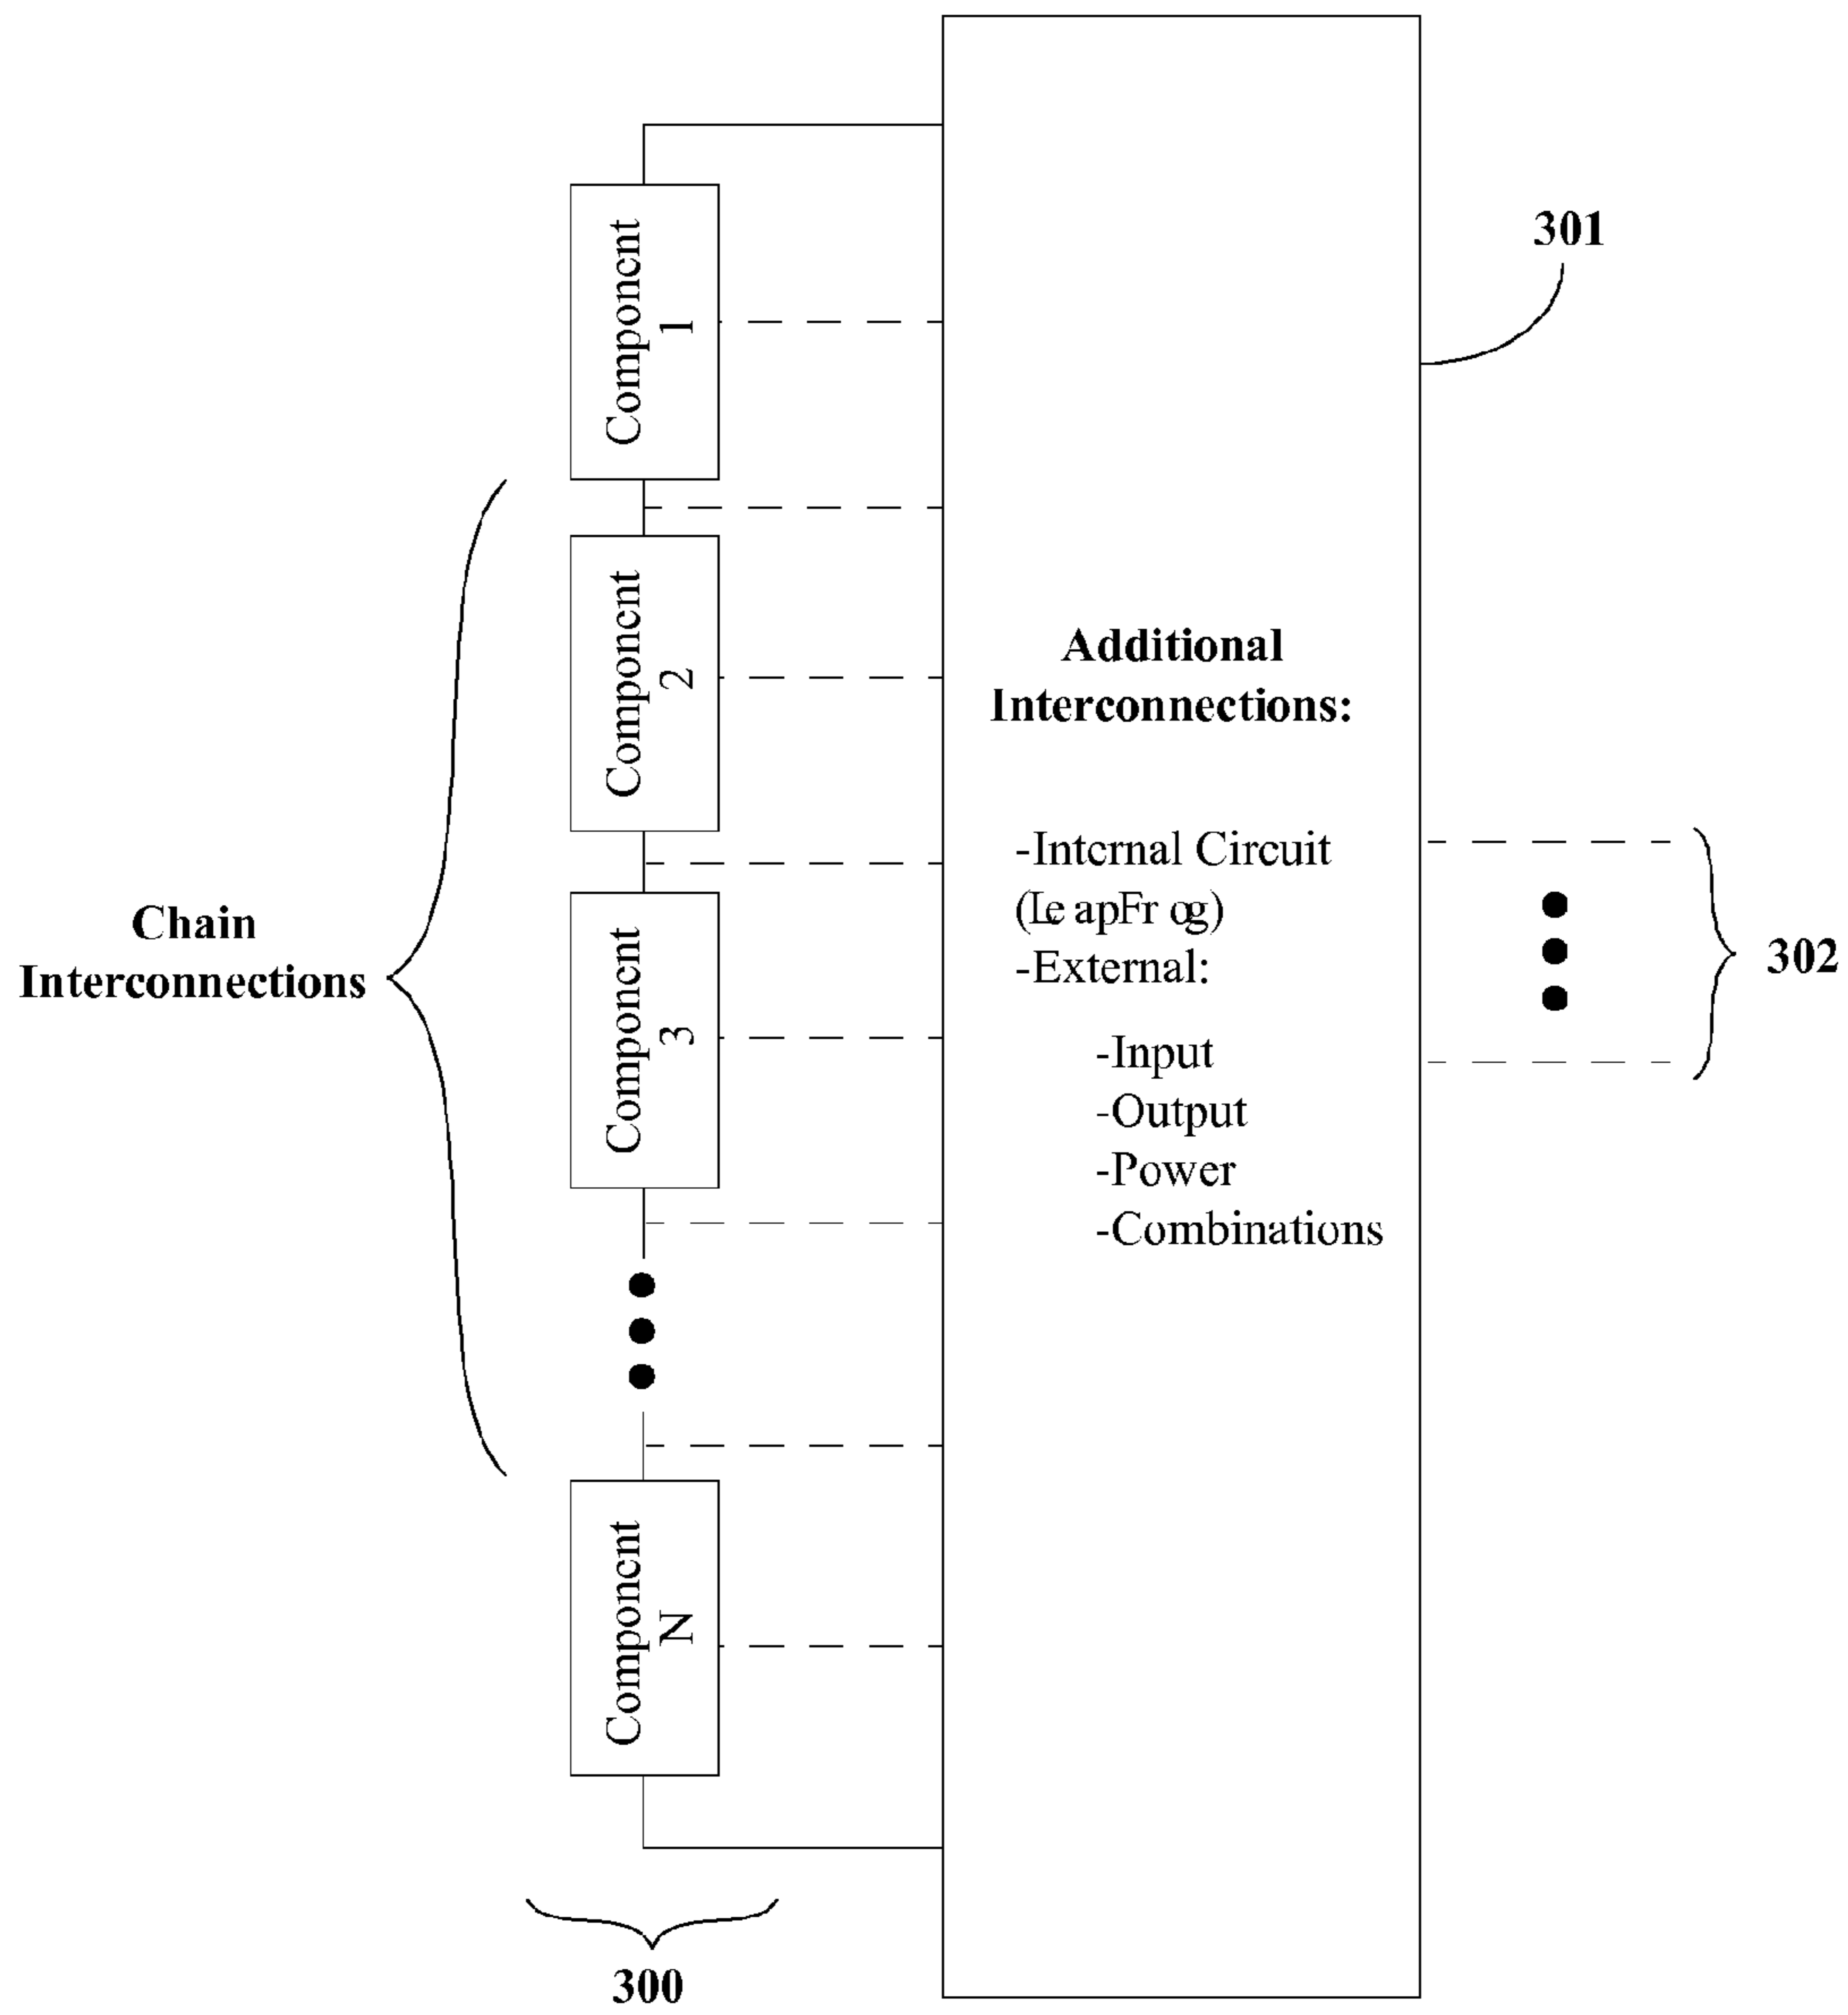 301
Component
1
Component
2
Component
3
Component
N
Chain
Interconnections
Additional
Interconnections:
-Internal Circuit
(LeapFrog)
-External:
-Input
-Output
-Power
-Combinations
302
300